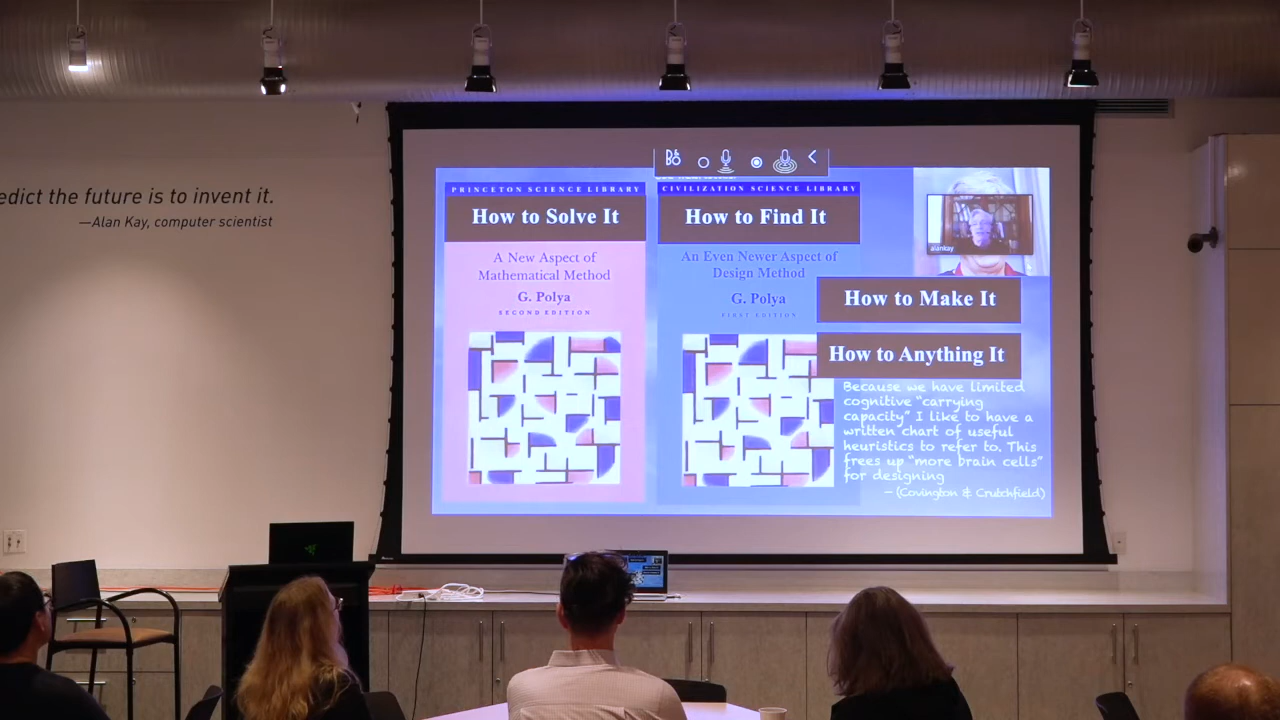 edict the future is to invent it.
—Alan Kay, computer scientist
PRINCETON SCIENCE LIBRARY
How to Solve It
A New Aspect of
Mathematical Method
G. Polya
SECOND EDITION
CIVILIZATION SCIENCE LIBRARY
How to Find It
An Even Newer Aspect of
Design Method
G. Polya
FIRST EDITION
alankay
How to Make It
How to Anything It
Because we have limited
cognitive "carrying
capacity" I like to have a
written chart of useful
heuristics to refer to. This
frees up "more brain cells"
for designing
— (Covington & Crutchfield)